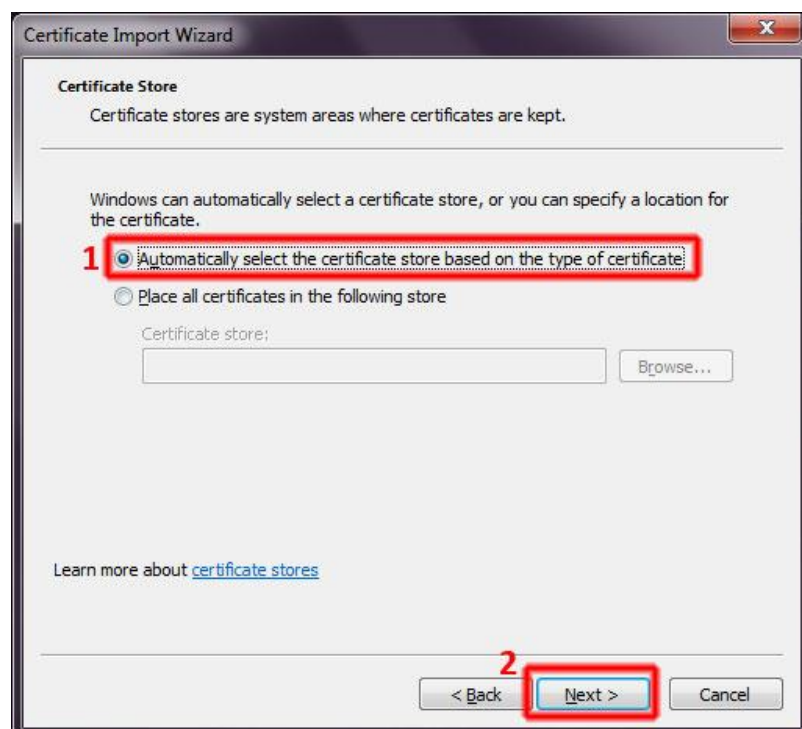 Certificate Import Wizard
Certificate Store
Certificate stores are system areas where certificates are kept.
Windows can automatically select a certificate store, or you can specify a location for
the certificate.
1 Automatically select the certificate store based on the type of certificate
Place all certificates in the following store
Certificate store:
Browse...
Learn more about certificate stores
2
< Back Next > Cancel